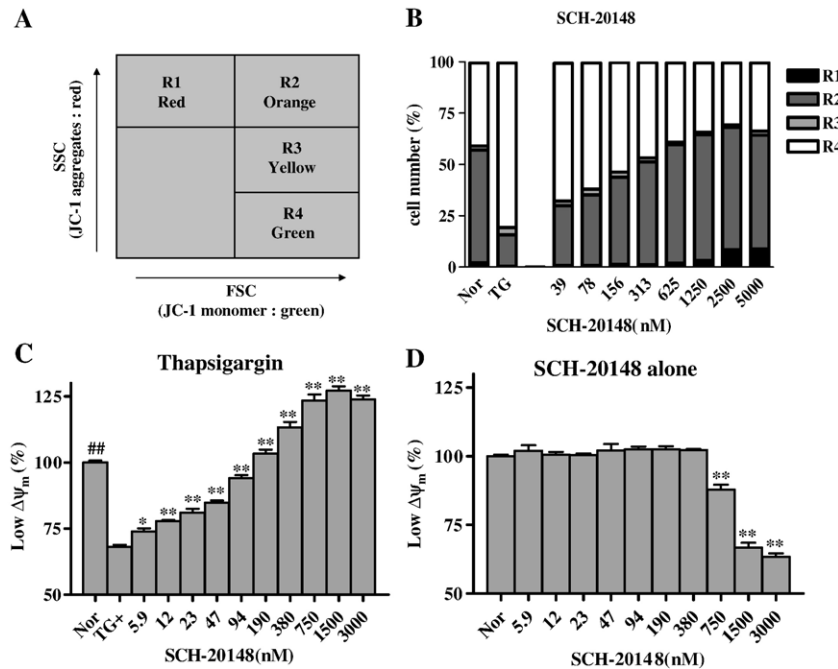 A
R1
Red
R2
Orange
R3
Yellow
R4
Green
SSC
(JC-1 aggregates : red)
FSC
(JC-1 monomer : green)
B
SCH-20148
cell number (%)
100
75
50
25
0
Nor
TG
39
78
156
313
625
1250
2500
5000
SCH-20148(nM)
R1
R2
R3
R4
C
Thapsigargin
Low Δψm (%)
125
100
75
50
##
*
**
**
**
**
**
**
**
**
**
Nor
TG+
5.9
12
23
47
94
190
380
750
1500
3000
SCH-20148(nM)
D
SCH-20148 alone
Low Δψm (%)
125
100
75
50
**
**
**
Nor
5.9
12
23
47
94
190
380
750
1500
3000
SCH-20148(nM)